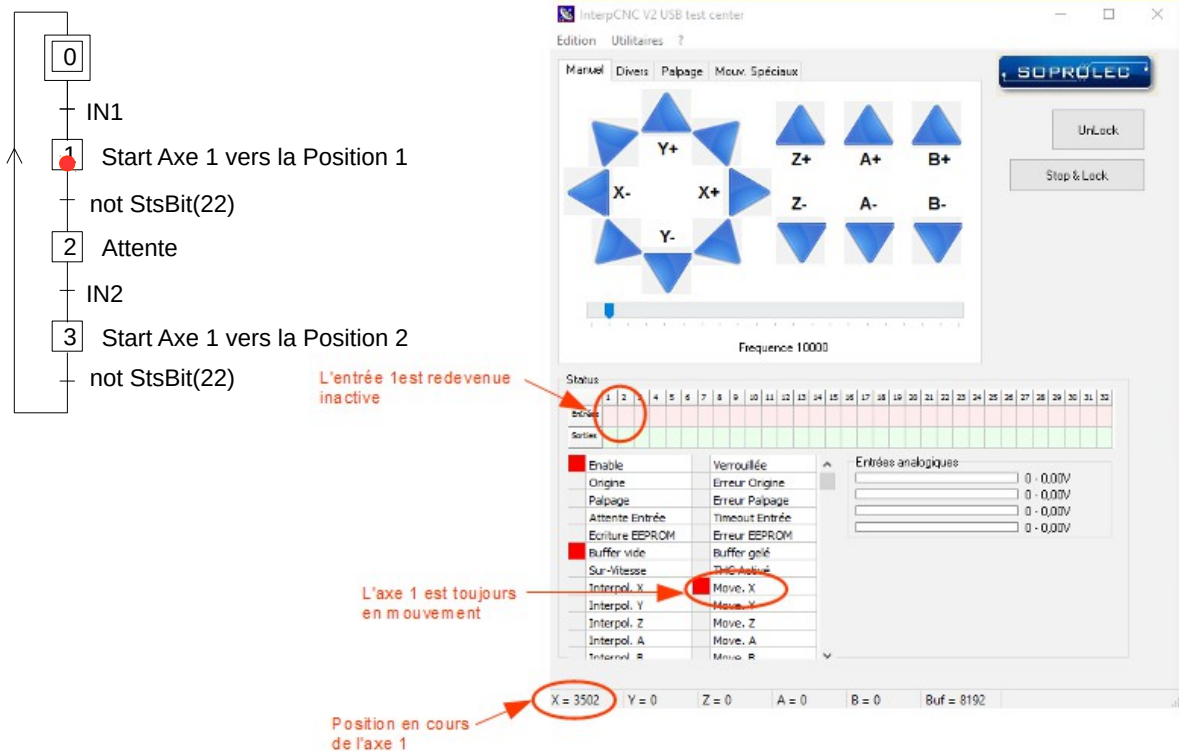 0
IN1
1 Start Axe 1 vers la Position 1
not StsBit(22)
2 Attente
IN2
3 Start Axe 1 vers la Position 2
not StsBit(22)
InterpCNC V2 USB test center
Edition Utilitaires ?
Manuel Divers Palpage Mouv. Spéciaux
SOPROLEC
Y+
X- X+
Y-
Z+ A+ B+
Z- A- B-
UnLock
Stop & Lock
Frequence 10000
L'entrée 1est redevenue
inactive
Status
1 2 3 4 5 6 7 8 9 10 11 12 13 14 15 16 17 18 19 20 21 22 23 24 25 26 27 28 29 30 31 32
Entrées
Sorties
Enable Verrouillée
Origine Erreur Origine
Palpage Erreur Palpage
Attente Entrée Timeout Entrée
Ecriture EEPROM Erreur EEPROM
Buffer vide Buffer gelé
Sur-Vitesse THC Activé
Interpol. X Move. X
Interpol. Y Move. Y
Interpol. Z Move. Z
Interpol. A Move. A
Interpol. B Move. B
Entrées analogiques
0 - 0,00V
0 - 0,00V
0 - 0,00V
0 - 0,00V
L'axe 1 est toujours
en mouvement
X = 3502 Y = 0 Z = 0 A = 0 B = 0 Buf = 8192
Position en cours
de l'axe 1